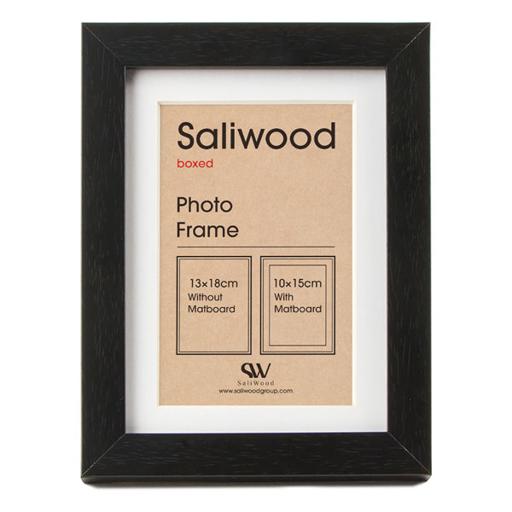 Saliwood
boxed
Photo
Frame
13×18cm
Without
Matboard
10×15cm
With
Matboard
SW
SaliWood
www.saliwoodgroup.com